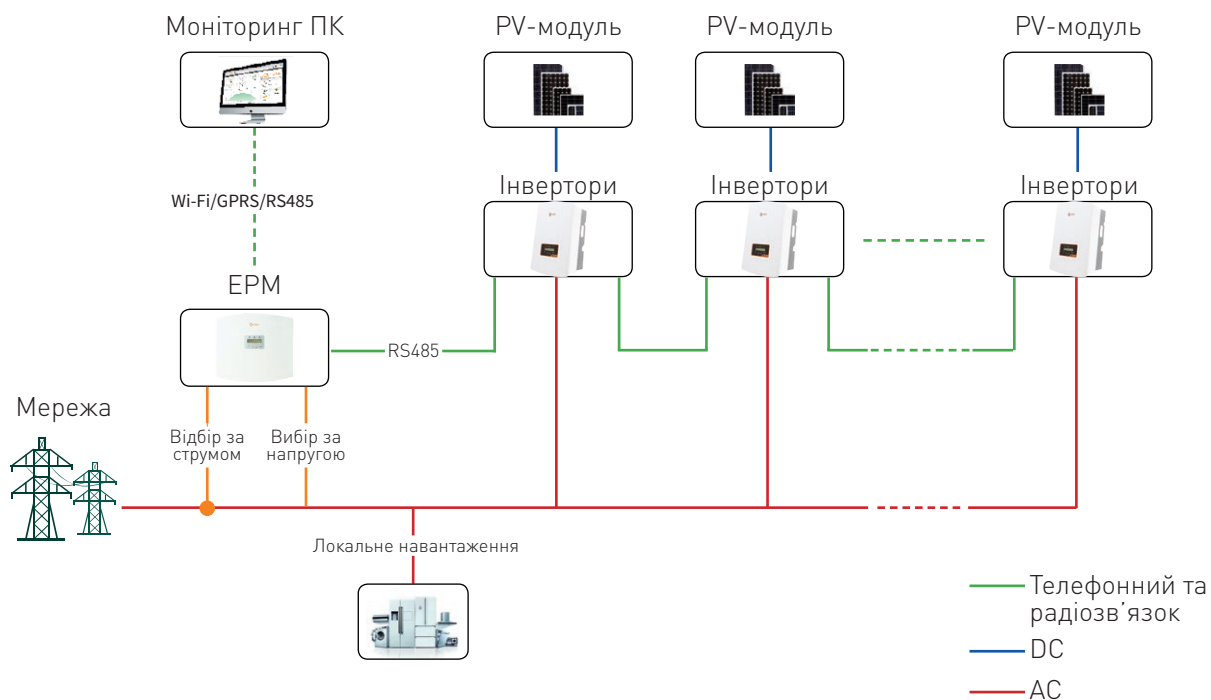 Моніторинг ПК
PV-модуль
PV-модуль
PV-модуль
Wi-Fi/GPRS/RS485
Інвертори
Інвертори
Інвертори
EPM
RS485
Мережа
Відбір за
струмом
Вибір за
напругою
Локальне навантаження
Телефонний та
радіозв’язок
DC
AC